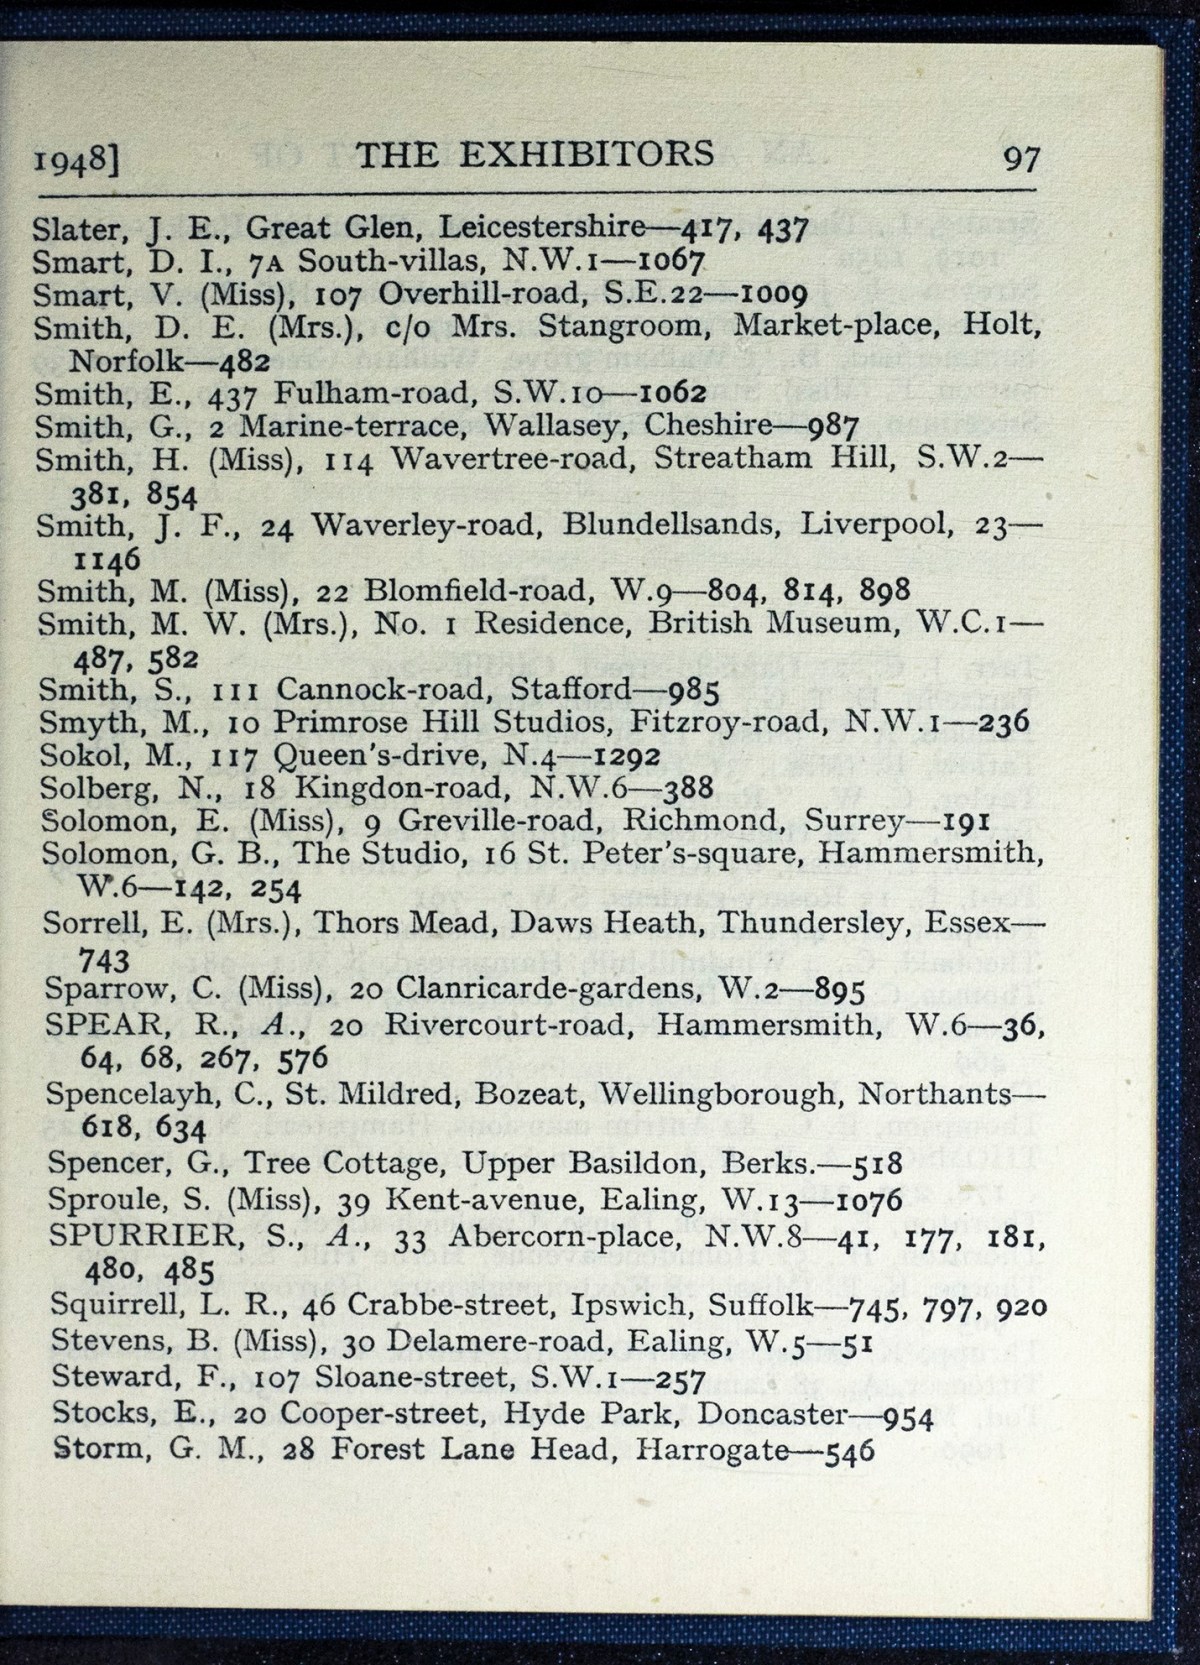 1948] THE EXHIBITORS 97
Slater, J. E., Great Glen, Leicestershire—417, 437
Smart, D. I., 7A South-villas, N.W.1—1067
Smart, V. (Miss), 107 Overhill-road, S.E.22—1009
Smith, D. E. (Mrs.), c/o Mrs. Stangroom, Market-place, Holt,
Norfolk—482
Smith, E., 437 Fulham-road, S.W.10—1062
Smith, G., 2 Marine-terrace, Wallasey, Cheshire—987
Smith, H. (Miss), 114 Wavertree-road, Streatham Hill, S.W.2—
381, 854
Smith, J. F., 24 Waverley-road, Blundellsands, Liverpool, 23—
1146
Smith, M. (Miss), 22 Blomfield-road, W.9—804, 814, 898
Smith, M. W. (Mrs.), No. 1 Residence, British Museum, W.C.1—
487, 582
Smith, S., 111 Cannock-road, Stafford—985
Smyth, M., 10 Primrose Hill Studios, Fitzroy-road, N.W.1—236
Sokol, M., 117 Queen's-drive, N.4—1292
Solberg, N., 18 Kingdon-road, N.W.6—388
Solomon, E. (Miss), 9 Greville-road, Richmond, Surrey—191
Solomon, G. B., The Studio, 16 St. Peter's-square, Hammersmith,
W.6—142, 254
Sorrell, E. (Mrs.), Thors Mead, Daws Heath, Thundersley, Essex—
743
Sparrow, C. (Miss), 20 Clanricarde-gardens, W.2—895
SPEAR, R., A., 20 Rivercourt-road, Hammersmith, W.6—36,
64, 68, 267, 576
Spencelayh, C., St. Mildred, Bozeat, Wellingborough, Northants—
618, 634
Spencer, G., Tree Cottage, Upper Basildon, Berks.—518
Sproule, S. (Miss), 39 Kent-avenue, Ealing, W.13—1076
SPURRIER, S., A., 33 Abercorn-place, N.W.8—41, 177, 181,
480, 485
Squirrell, L. R., 46 Crabbe-street, Ipswich, Suffolk—745, 797, 920
Stevens, B. (Miss), 30 Delamere-road, Ealing, W.5—51
Steward, F., 107 Sloane-street, S.W.1—257
Stocks, E., 20 Cooper-street, Hyde Park, Doncaster—954
Storm, G. M., 28 Forest Lane Head, Harrogate—546